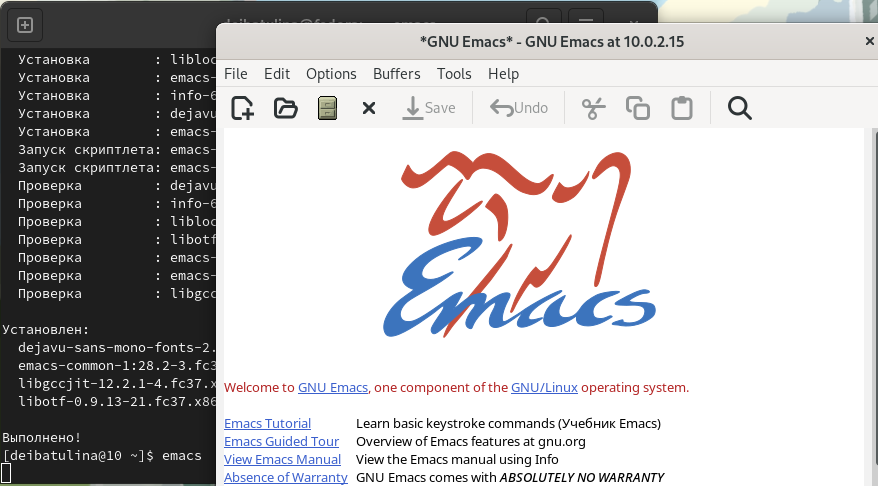 *GNU Emacs* - GNU Emacs at 10.0.2.15
File Edit Options Buffers Tools Help
Save Undo
Установка : libloc
Установка : emacs-
Установка : info-6
Установка : dejavu
Установка : emacs-
Запуск скриптлета: emacs-
Запуск скриптлета: emacs-
Проверка : dejavu
Проверка : info-6
Проверка : libloc
Проверка : libotf
Проверка : emacs-
Проверка : emacs-
Проверка : libgcc
Установлен:
dejavu-sans-mono-fonts-2.
emacs-common-1:28.2-3.fc3
libgccjit-12.2.1-4.fc37.x
libotf-0.9.13-21.fc37.x86
Выполнено!
[deibatulina@10 ~]$ emacs
Emacs
Welcome to GNU Emacs, one component of the GNU/Linux operating system.
Emacs Tutorial Learn basic keystroke commands (Учебник Emacs)
Emacs Guided Tour Overview of Emacs features at gnu.org
View Emacs Manual View the Emacs manual using Info
Absence of Warranty GNU Emacs comes with ABSOLUTELY NO WARRANTY